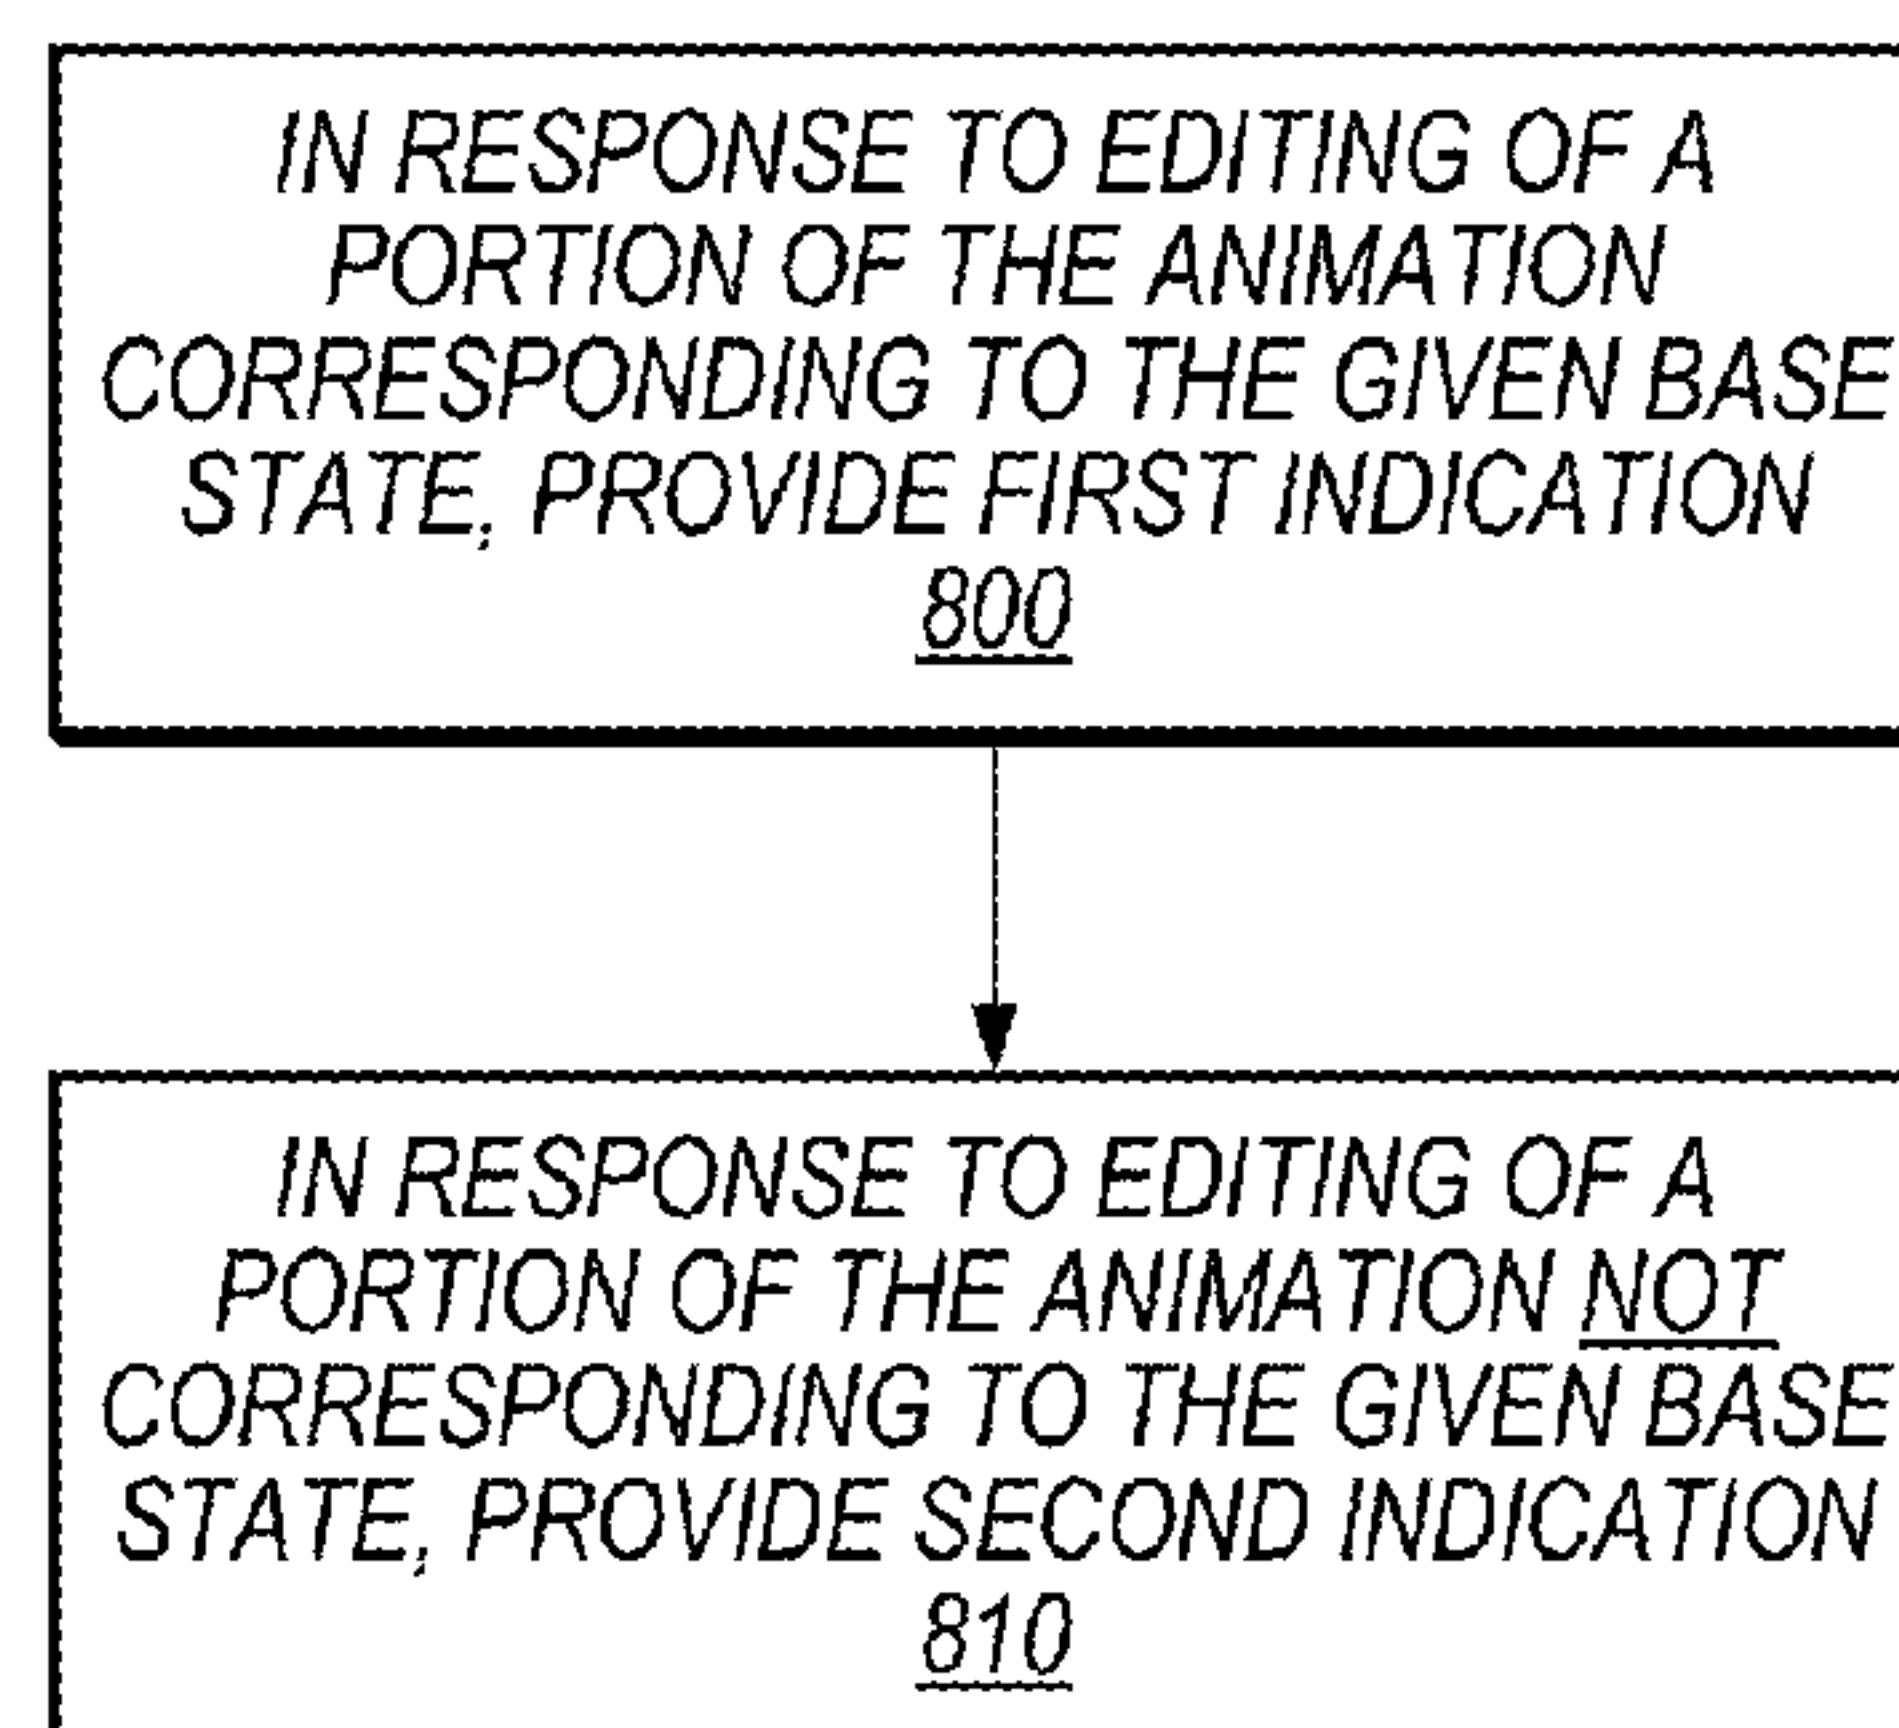 IN RESPONSE TO EDITING OF A
PORTION OF THE ANIMATION
CORRESPONDING TO THE GIVEN BASE
STATE, PROVIDE FIRST INDICATION
800
IN RESPONSE TO EDITING OF A
PORTION OF THE ANIMATION NOT
CORRESPONDING TO THE GIVEN BASE
STATE, PROVIDE SECOND INDICATION
810